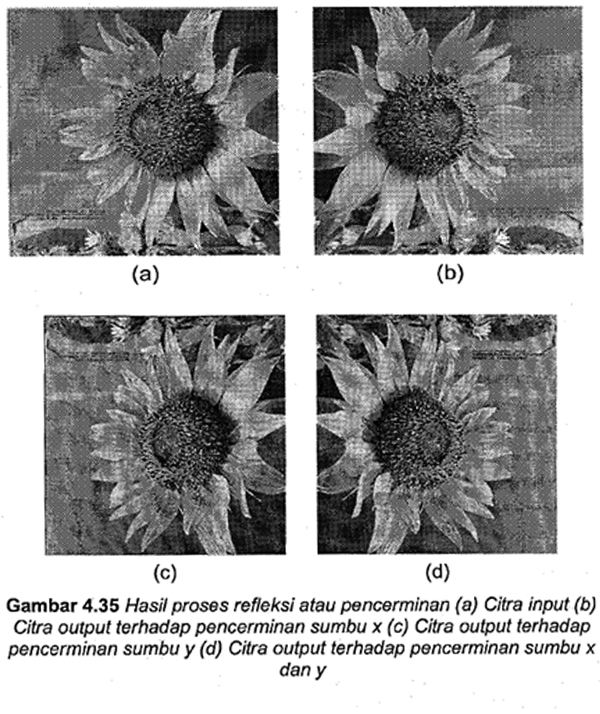 (a)
(b)
(c)
(d)
Gambar 4.35 Hasil proses refleksi atau pencerminan (a) Citra input (b)
Citra output terhadap pencerminan sumbu x (c) Citra output terhadap
pencerminan sumbu y (d) Citra output terhadap pencerminan sumbu x
dan y